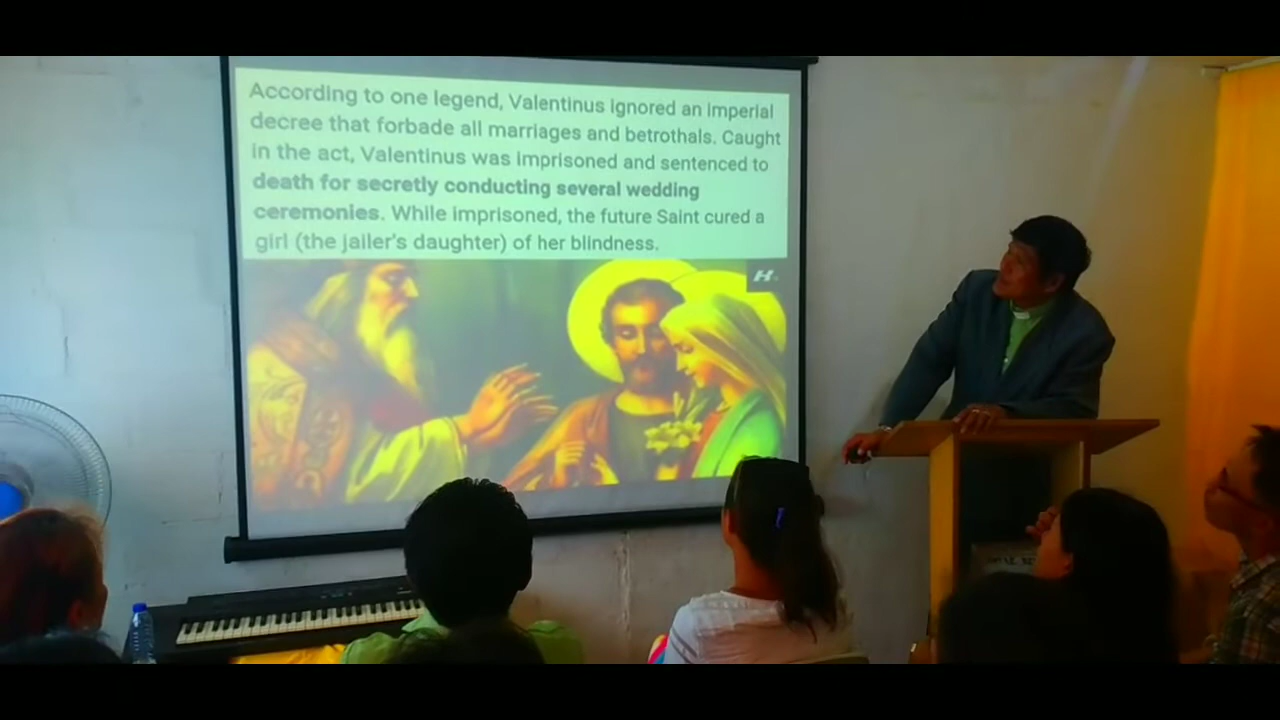 According to one legend, Valentinus ignored an imperial
decree that forbade all marriages and betrothals. Caught
in the act, Valentinus was imprisoned and sentenced to
death for secretly conducting several wedding
ceremonies. While imprisoned, the future Saint cured a
girl (the jailer's daughter) of her blindness.
H